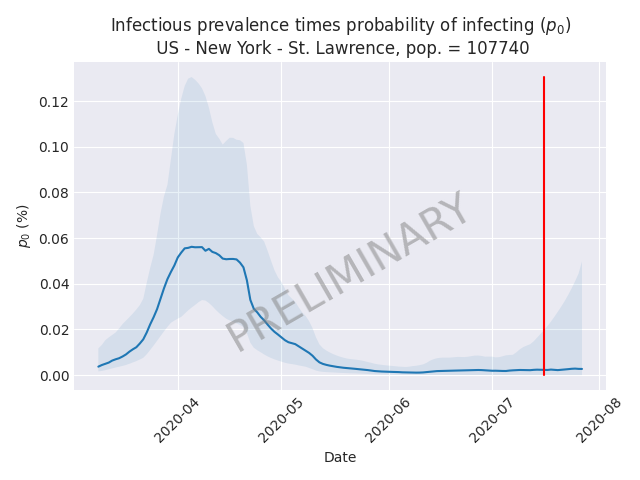 Infectious prevalence times probability of infecting (p₀)
US - New York - St. Lawrence, pop. = 107740
0.12
0.10
0.08
0.06
0.04
0.02
0.00
p₀ (%)
PRELIMINARY
2020-04
2020-05
2020-06
2020-07
2020-08
Date